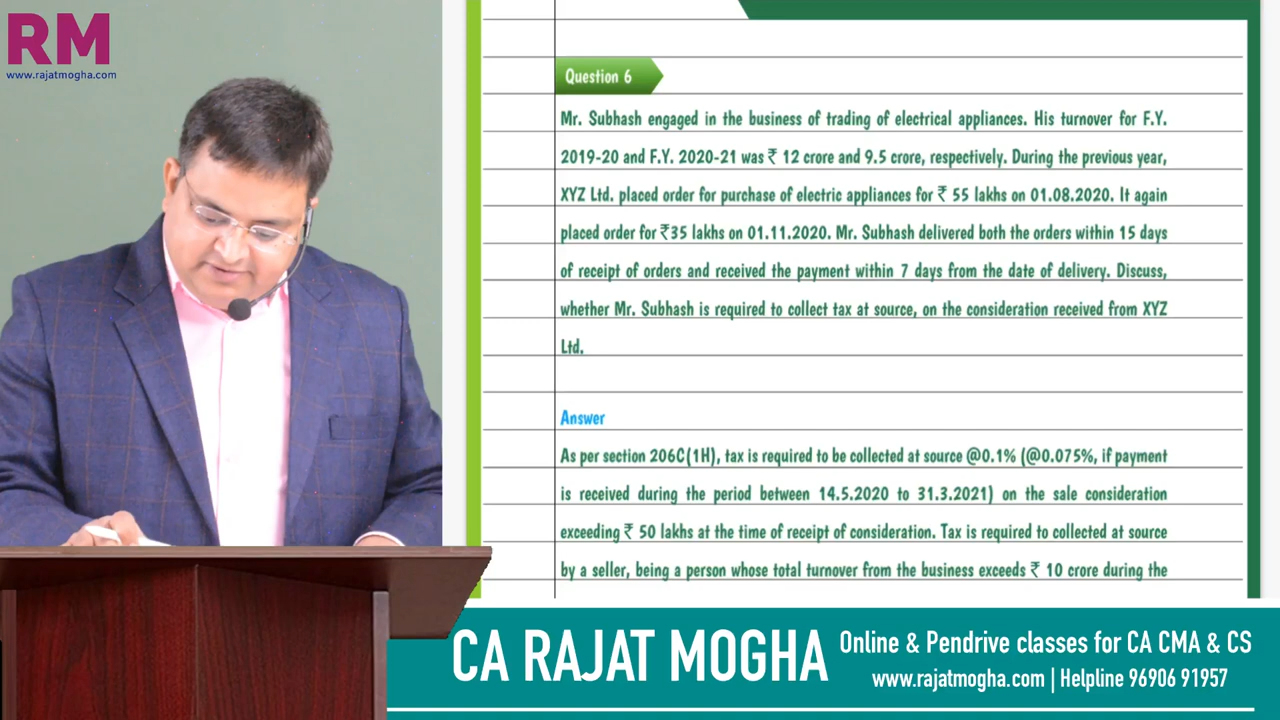 RM
www.rajatmogha.com
Question 6
Mr. Subhash engaged in the business of trading of electrical appliances. His turnover for F.Y.
2019-20 and F.Y. 2020-21 was ₹ 12 crore and 9.5 crore, respectively. During the previous year,
XYZ Ltd. placed order for purchase of electric appliances for ₹ 55 lakhs on 01.08.2020. It again
placed order for ₹35 lakhs on 01.11.2020. Mr. Subhash delivered both the orders within 15 days
of receipt of orders and received the payment within 7 days from the date of delivery. Discuss,
whether Mr. Subhash is required to collect tax at source, on the consideration received from XYZ
Ltd.
Answer
As per section 206C(1H), tax is required to be collected at source @0.1% (@0.075%, if payment
is received during the period between 14.5.2020 to 31.3.2021) on the sale consideration
exceeding ₹ 50 lakhs at the time of receipt of consideration. Tax is required to collected at source
by a seller, being a person whose total turnover from the business exceeds ₹ 10 crore during the
CA RAJAT MOGHA
Online & Pendrive classes for CA CMA & CS
www.rajatmogha.com | Helpline 96906 91957